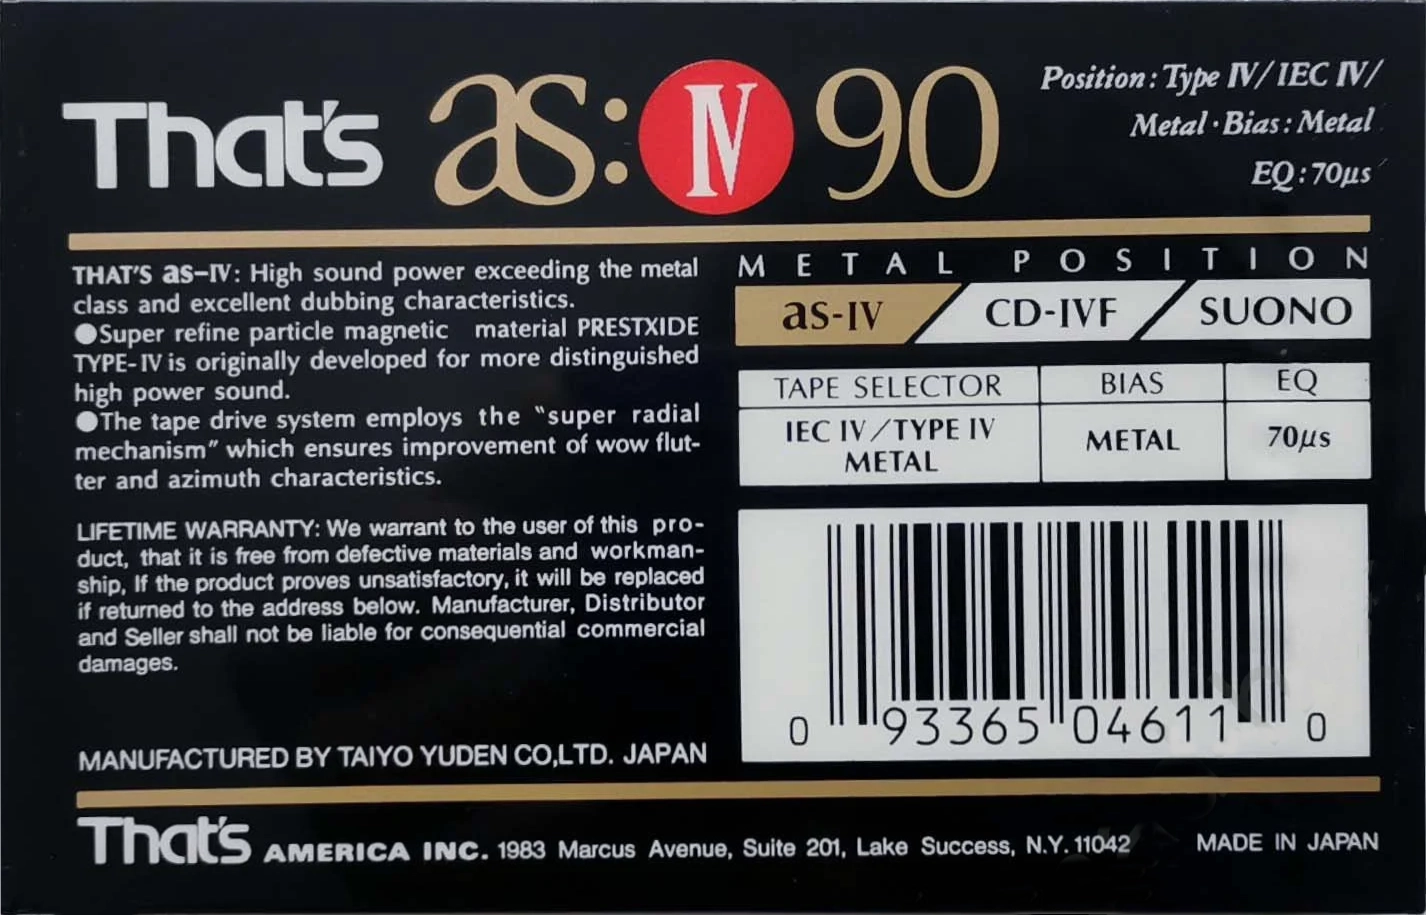 That's as:IV 90
Position: Type IV/IEC IV/
Metal·Bias: Metal
EQ: 70μs
THAT'S as-IV: High sound power exceeding the metal
class and excellent dubbing characteristics.
●Super refine particle magnetic material PRESTXIDE
TYPE-IV is originally developed for more distinguished
high power sound.
●The tape drive system employs the "super radial
mechanism" which ensures improvement of wow flut-
ter and azimuth characteristics.
LIFETIME WARRANTY: We warrant to the user of this pro-
duct, that it is free from defective materials and workman-
ship, If the product proves unsatisfactory, it will be replaced
if returned to the address below. Manufacturer, Distributor
and Seller shall not be liable for consequential commercial
damages.
MANUFACTURED BY TAIYO YUDEN CO,LTD. JAPAN
METAL POSITION
as-IV CD-IVF SUONO
TAPE SELECTOR BIAS EQ
IEC IV/TYPE IV
METAL METAL 70μs
0 93365 04611 0
That's AMERICA INC. 1983 Marcus Avenue, Suite 201, Lake Success, N.Y. 11042 MADE IN JAPAN